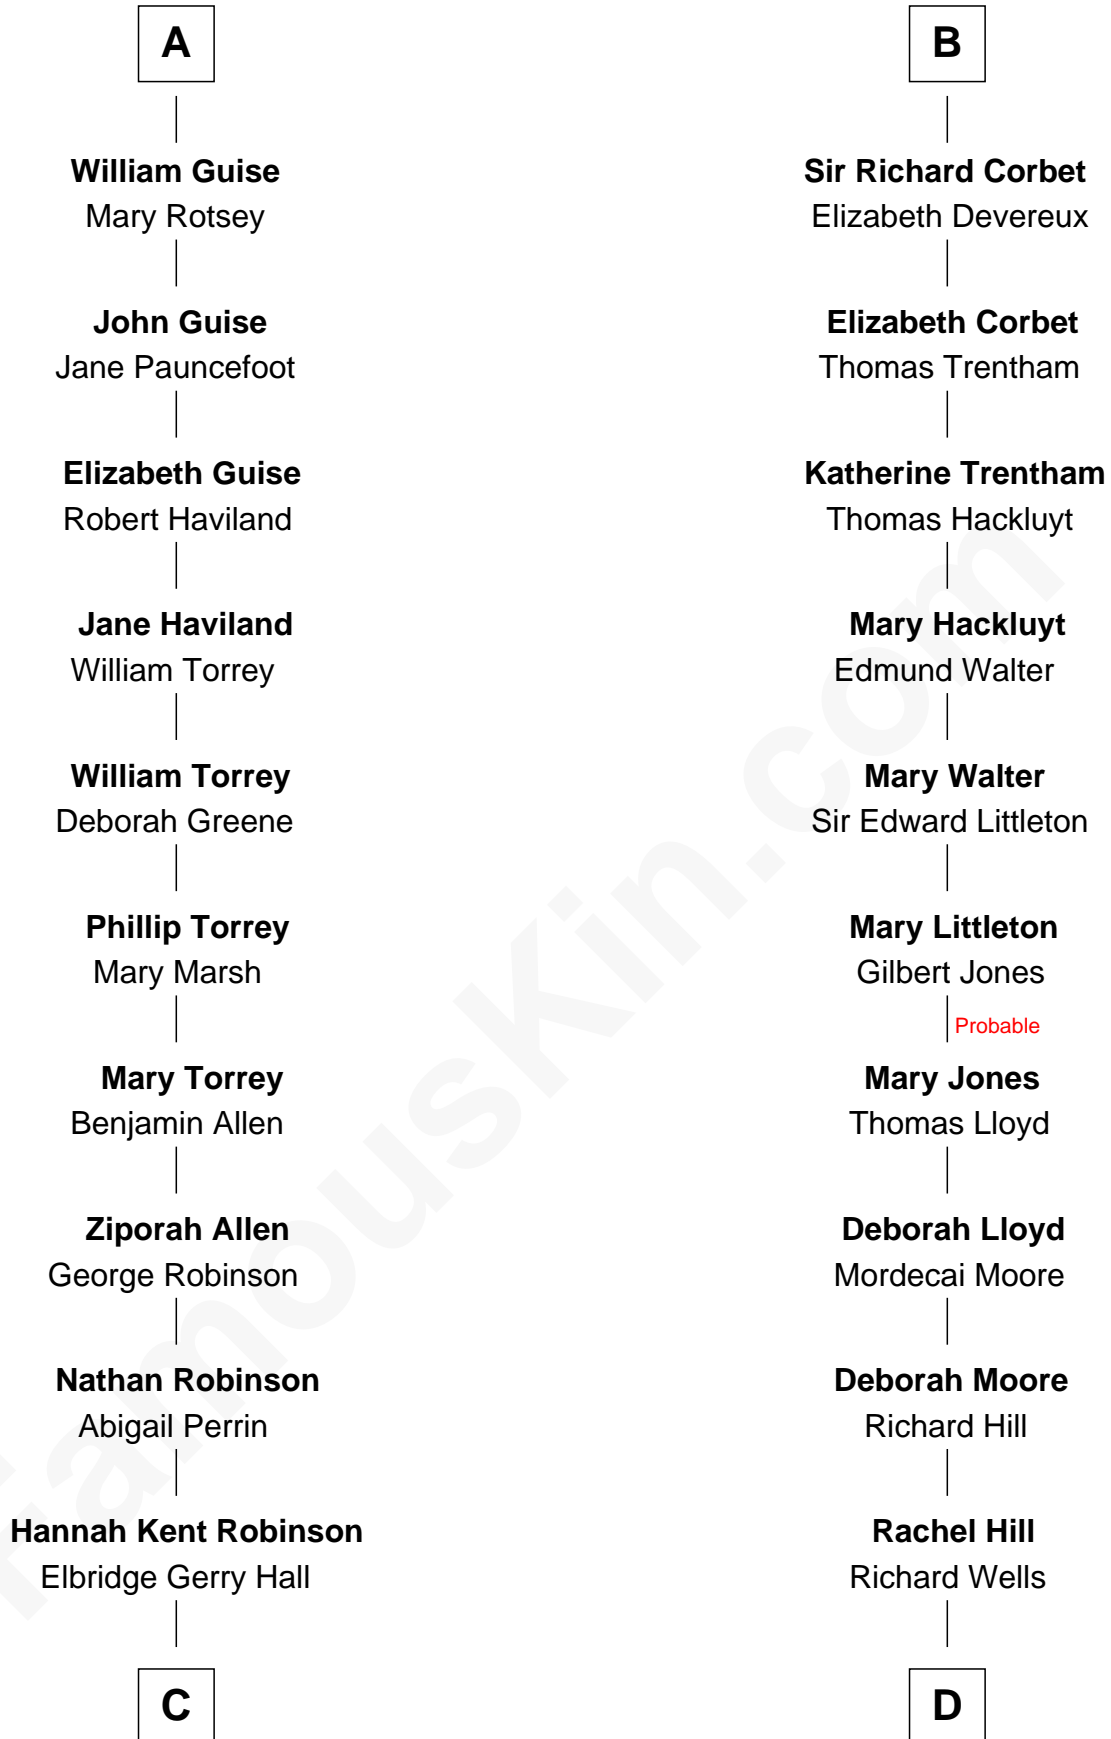 A
William Guise
Mary Rotsey
John Guise
Jane Pauncefoot
Elizabeth Guise
Robert Haviland
Jane Haviland
William Torrey
William Torrey
Deborah Greene
Phillip Torrey
Mary Marsh
Mary Torrey
Benjamin Allen
Ziporah Allen
George Robinson
Nathan Robinson
Abigail Perrin
Hannah Kent Robinson
Elbridge Gerry Hall
C
B
Sir Richard Corbet
Elizabeth Devereux
Elizabeth Corbet
Thomas Trentham
Katherine Trentham
Thomas Hackluyt
Mary Hackluyt
Edmund Walter
Mary Walter
Sir Edward Littleton
Mary Littleton
Gilbert Jones
Probable
Mary Jones
Thomas Lloyd
Deborah Lloyd
Mordecai Moore
Deborah Moore
Richard Hill
Rachel Hill
Richard Wells
D
FamousKin.com